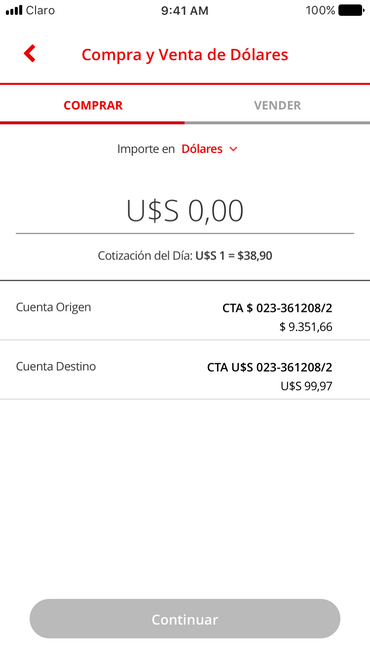 Claro 9:41 AM 100%
Compra y Venta de Dólares
COMPRAR VENDER
Importe en Dólares
U$S 0,00
Cotización del Día: U$S 1 = $38,90
Cuenta Origen CTA $ 023-361208/2
$ 9.351,66
Cuenta Destino CTA U$S 023-361208/2
U$S 99,97
Continuar